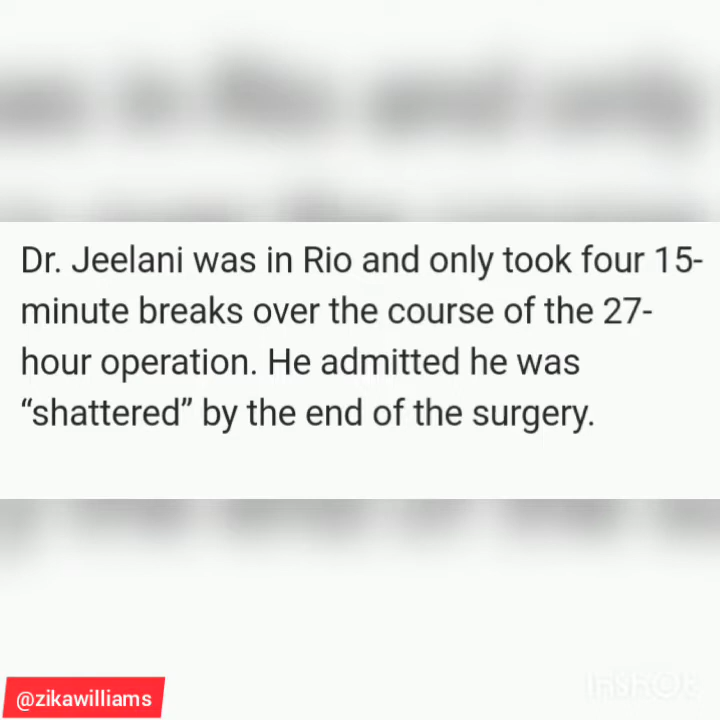 Dr. Jeelani was in Rio and only took four 15-
minute breaks over the course of the 27-
hour operation. He admitted he was
“shattered” by the end of the surgery.
@zikawilliams
INSHOT